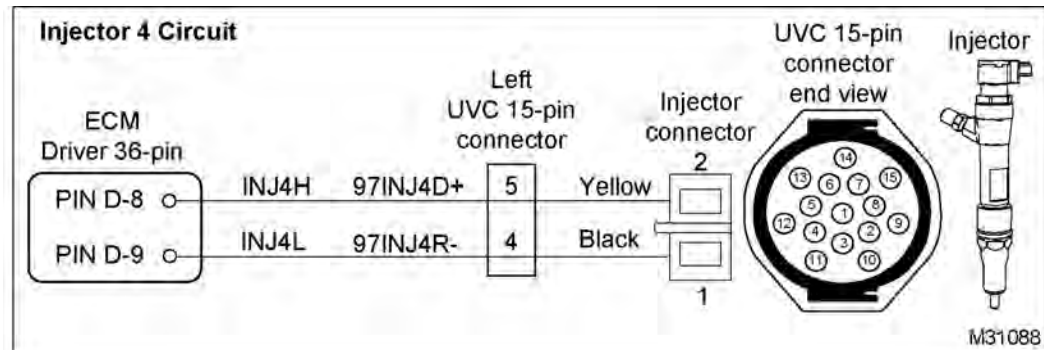 Injector 4 Circuit
ECM
Driver 36-pin
PIN D-8
PIN D-9
INJ4H
97INJ4D+
INJ4L
97INJ4R-
Left
UVC 15-pin
connector
5
4
Yellow
Black
Injector
connector
2
1
UVC 15-pin
connector
end view
14
13
6
7
15
5
1
8
12
4
3
2
9
11
10
Injector
M31088